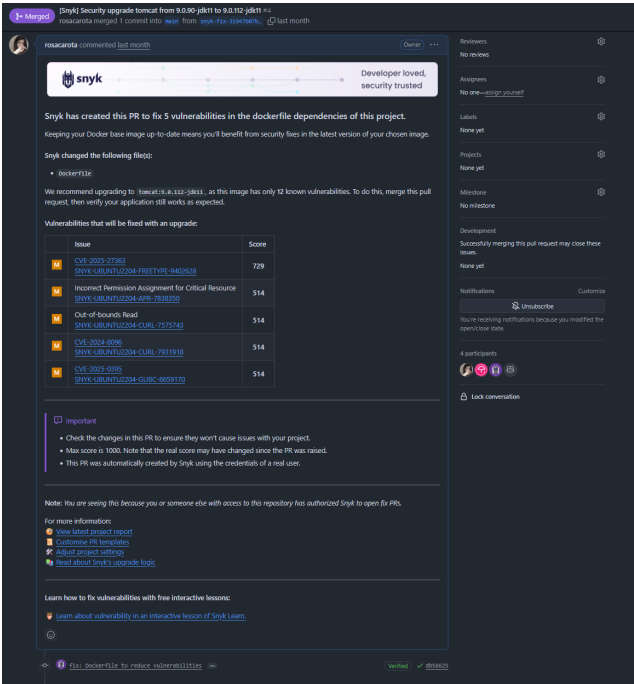 Merged
[Snyk] Security upgrade tomcat from 9.0.90-jdk11 to 9.0.112-jdk11 #4
rosacarota merged 1 commit into main from snyk-fix-31947b07b… last month
rosacarota commented last month
Owner
snyk
Developer loved,
security trusted
Snyk has created this PR to fix 5 vulnerabilities in the dockerfile dependencies of this project.
Keeping your Docker base image up-to-date means you'll benefit from security fixes in the latest version of your chosen image.
Snyk changed the following file(s):
• Dockerfile
We recommend upgrading to tomcat:9.0.112-jdk11, as this image has only 12 known vulnerabilities. To do this, merge this pull
request, then verify your application still works as expected.
Vulnerabilities that will be fixed with an upgrade:
Issue Score
M CVE-2025-27363
SNYK-UBUNTU2204-FREETYPE-9402628 729
M Incorrect Permission Assignment for Critical Resource
SNYK-UBUNTU2204-APR-7838350 514
M Out-of-bounds Read
SNYK-UBUNTU2204-CURL-7575743 514
M CVE-2024-8096
SNYK-UBUNTU2204-CURL-7931918 514
M CVE-2025-0395
SNYK-UBUNTU2204-GLIBC-8659170 514
Important
• Check the changes in this PR to ensure they won't cause issues with your project.
• Max score is 1000. Note that the real score may have changed since the PR was raised.
• This PR was automatically created by Snyk using the credentials of a real user.
Note: You are seeing this because you or someone else with access to this repository has authorized Snyk to open fix PRs.
For more information:
View latest project report
Customise PR templates
Adjust project settings
Read about Snyk's upgrade logic
Learn how to fix vulnerabilities with free interactive lessons:
Learn about vulnerability in an interactive lesson of Snyk Learn.
fix: Dockerfile to reduce vulnerabilities
Verified
db58625
Reviewers
No reviews
Assignees
No one—assign yourself
Labels
None yet
Projects
None yet
Milestone
No milestone
Development
Successfully merging this pull request may close these
issues.
None yet
Notifications
Customize
Unsubscribe
You're receiving notifications because you modified the
open/close state.
4 participants
Lock conversation